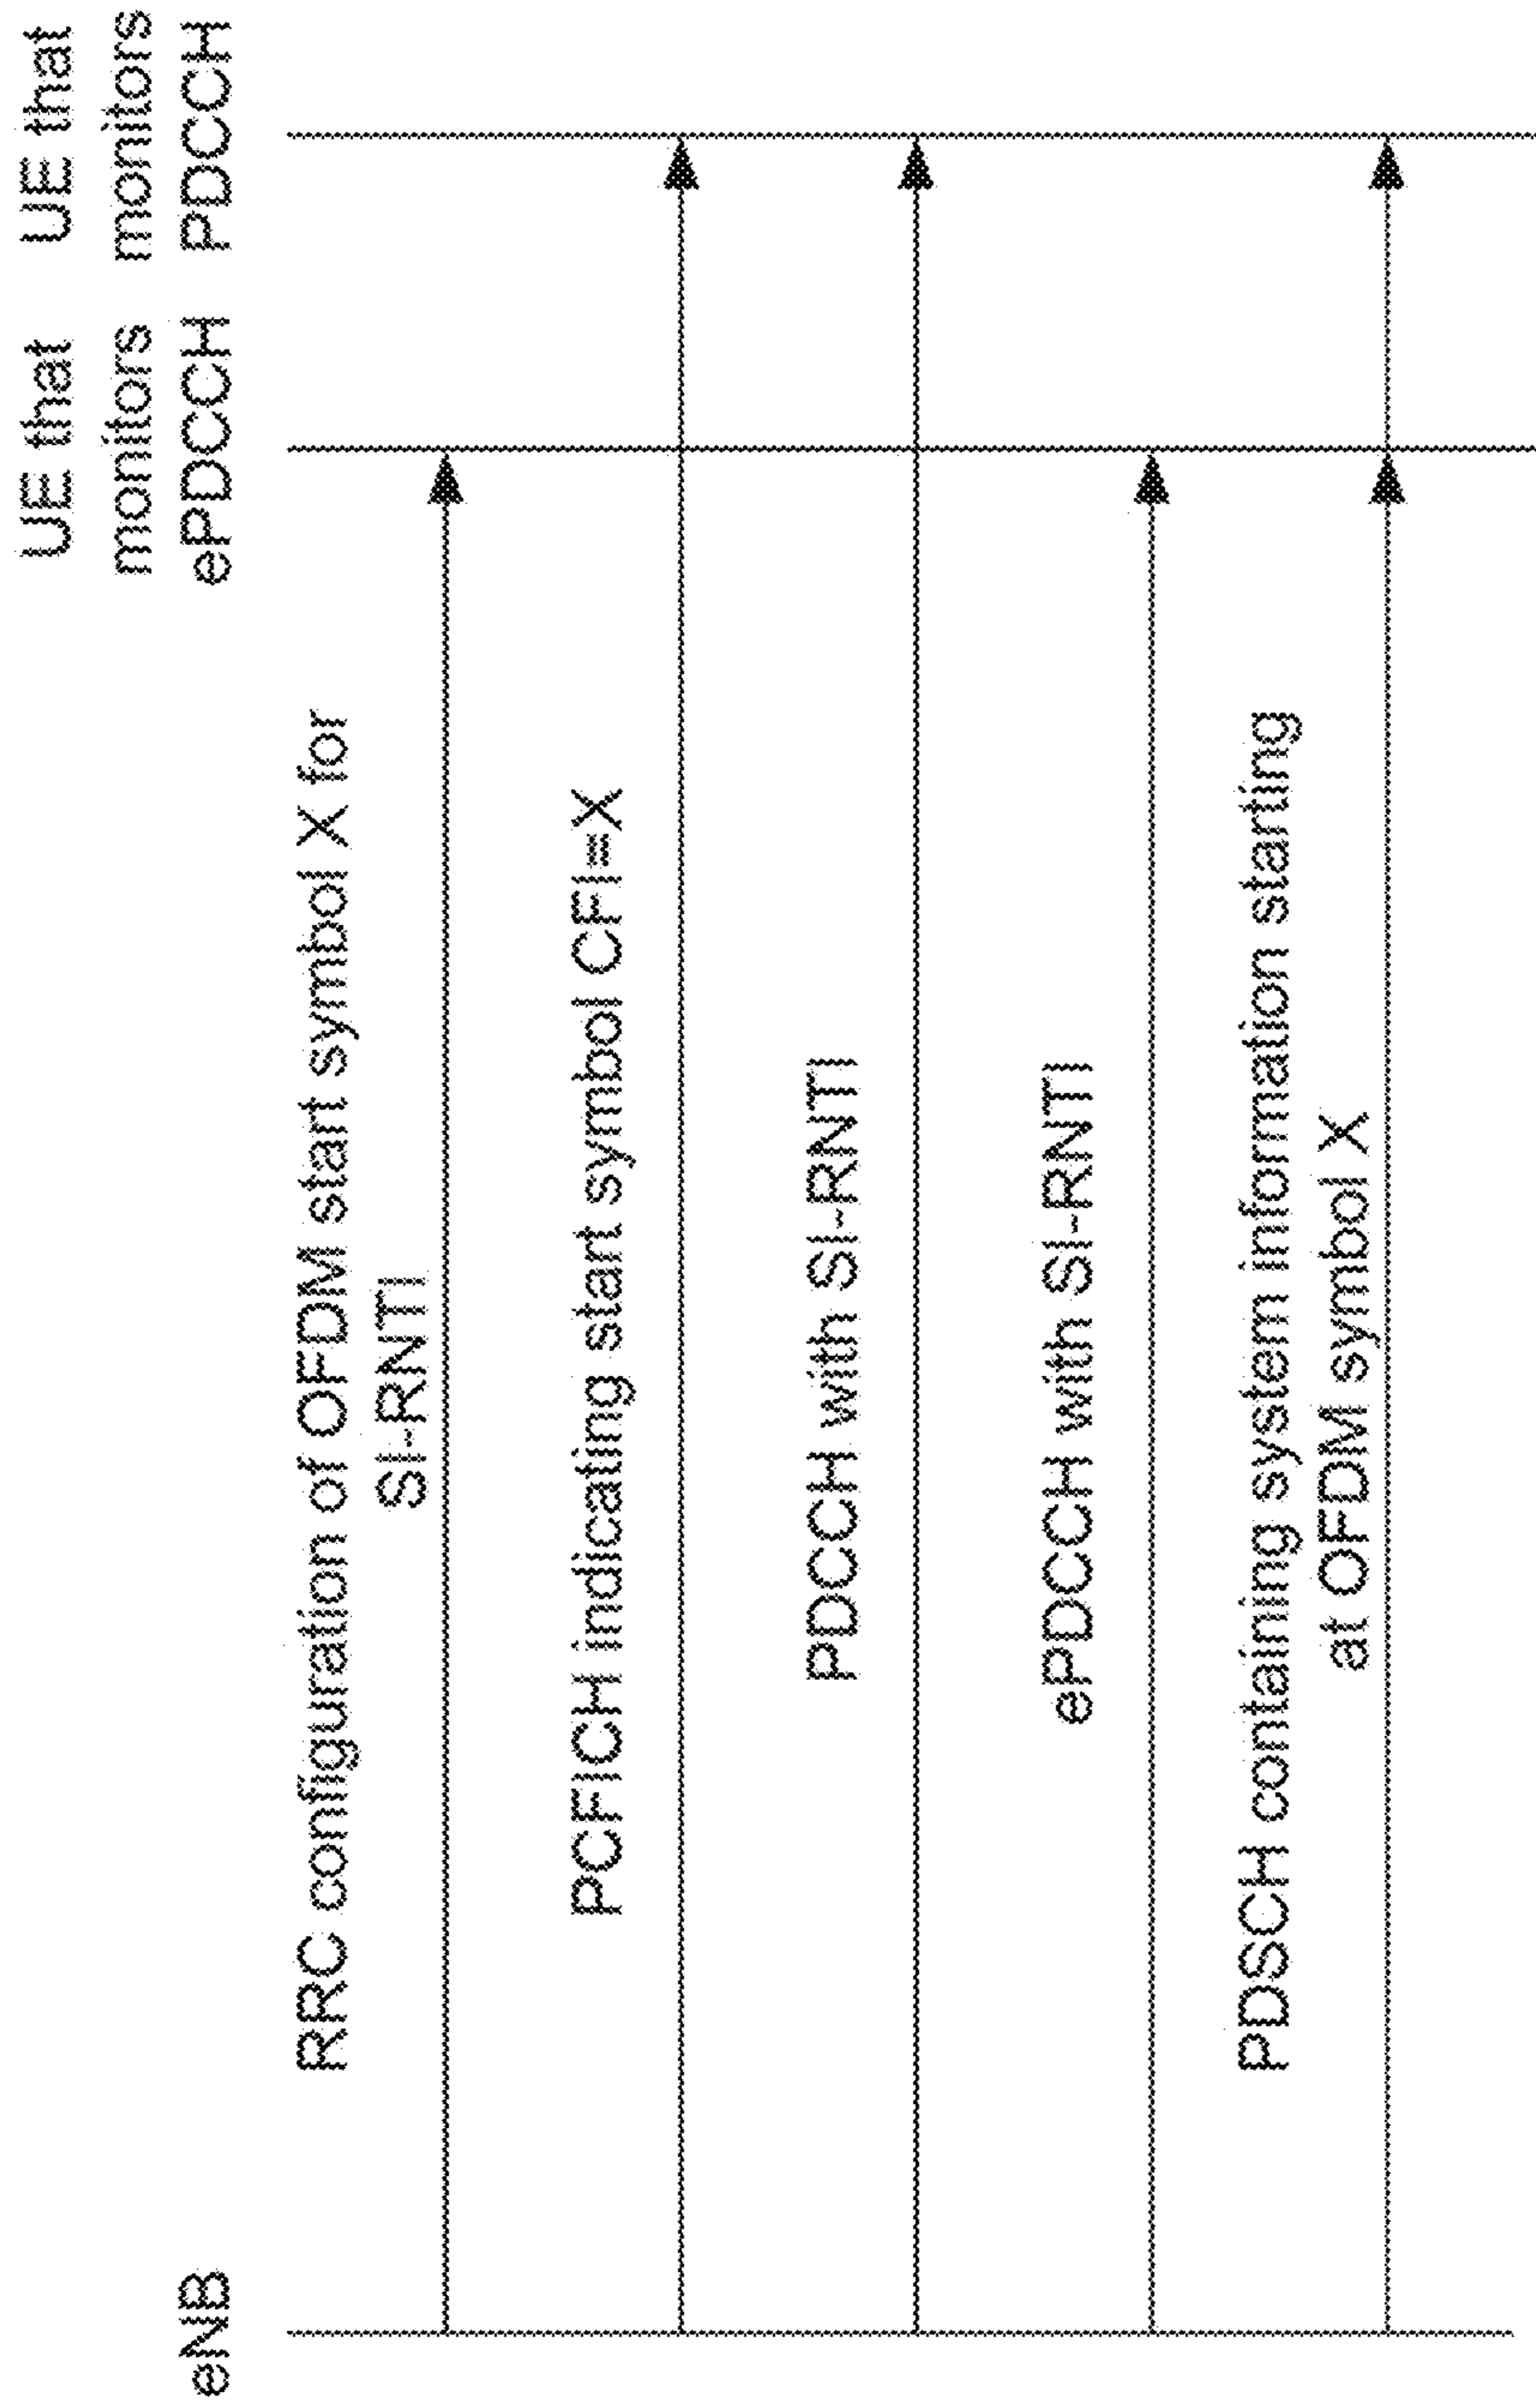 eNB
UE that
monitors
ePDCCH
UE that
monitors
PDCCH
RRC configuration of OFDM start symbol X for
SI-RNTI
PCFICH indicating start symbol CFI=X
PDCCH with SI-RNTI
ePDCCH with SI-RNTI
PDSCH containing system information starting
at OFDM symbol X